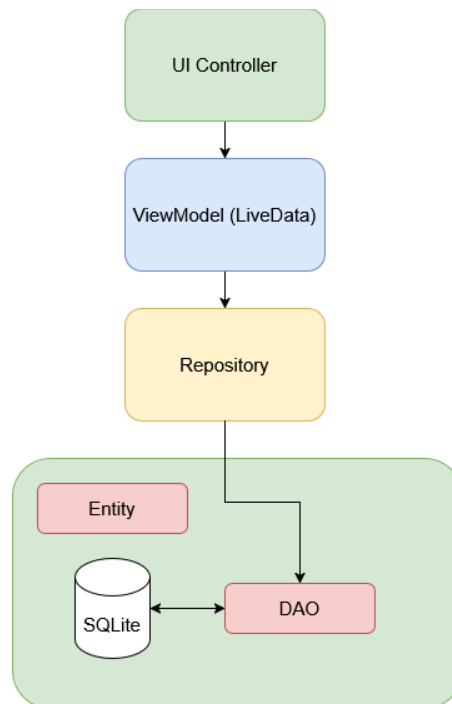 UI Controller
ViewModel (LiveData)
Repository
Entity
SQLite
DAO